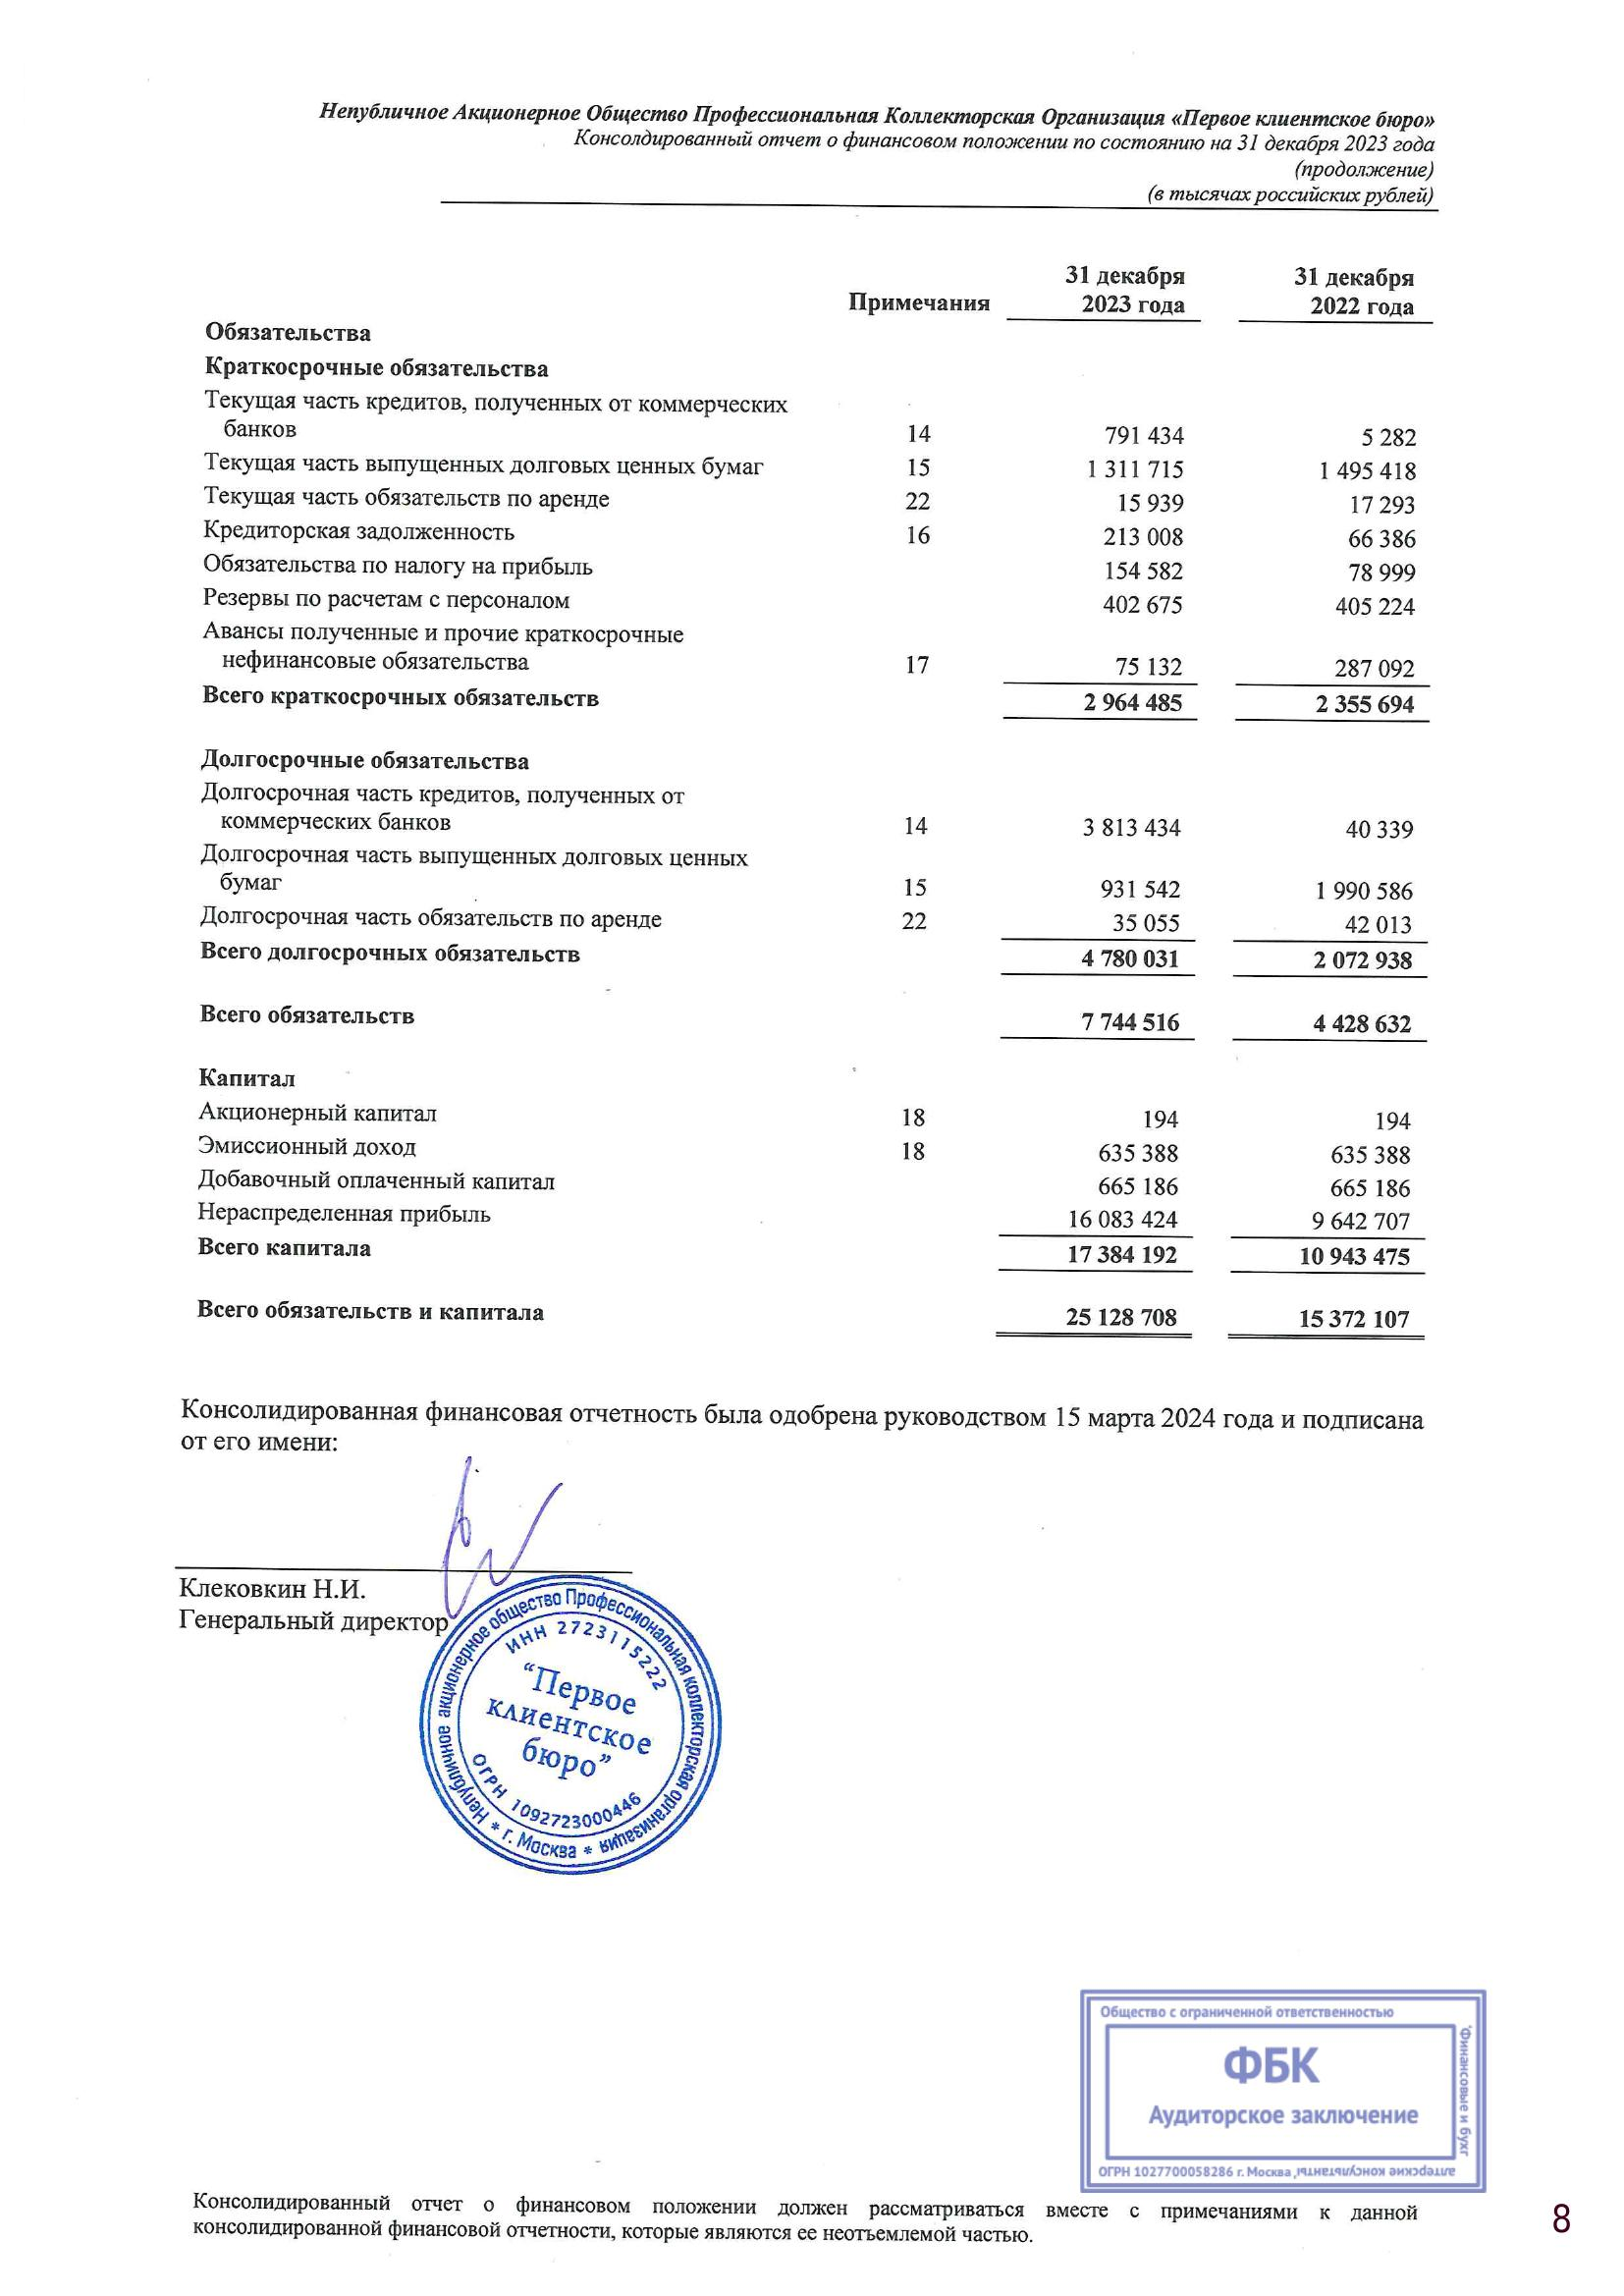 Непубличное Акционерное Общество Профессиональная Коллекторская Организация «Первое клиентское бюро»
Консолдированный отчет о финансовом положении по состоянию на 31 декабря 2023 года
(продолжение)
(в тысячах российских рублей)
Примечания 31 декабря 2023 года 31 декабря 2022 года
Обязательства
Краткосрочные обязательства
Текущая часть кредитов, полученных от коммерческих
банков 14 791 434 5 282
Текущая часть выпущенных долговых ценных бумаг 15 1 311 715 1 495 418
Текущая часть обязательств по аренде 22 15 939 17 293
Кредиторская задолженность 16 213 008 66 386
Обязательства по налогу на прибыль 154 582 78 999
Резервы по расчетам с персоналом 402 675 405 224
Авансы полученные и прочие краткосрочные
нефинансовые обязательства 17 75 132 287 092
Всего краткосрочных обязательств 2 964 485 2 355 694
Долгосрочные обязательства
Долгосрочная часть кредитов, полученных от
коммерческих банков 14 3 813 434 40 339
Долгосрочная часть выпущенных долговых ценных
бумаг 15 931 542 1 990 586
Долгосрочная часть обязательств по аренде 22 35 055 42 013
Всего долгосрочных обязательств 4 780 031 2 072 938
Всего обязательств 7 744 516 4 428 632
Капитал
Акционерный капитал 18 194 194
Эмиссионный доход 18 635 388 635 388
Добавочный оплаченный капитал 665 186 665 186
Нераспределенная прибыль 16 083 424 9 642 707
Всего капитала 17 384 192 10 943 475
Всего обязательств и капитала 25 128 708 15 372 107
Консолидированная финансовая отчетность была одобрена руководством 15 марта 2024 года и подписана
от его имени:
Клековкин Н.И.
Генеральный директор
Непубличное акционерное общество Профессиональная коллекторская организация * г. Москва *
ИНН 2723115222
“Первое
клиентское
бюро”
ОГРН 1092723000446
Общество с ограниченной ответственностью
"Финансовые и бухг
алтерские консультанты"
ФБК
Аудиторское заключение
ОГРН 1027700058286 г. Москва
Консолидированный отчет о финансовом положении должен рассматриваться вместе с примечаниями к данной
консолидированной финансовой отчетности, которые являются ее неотъемлемой частью.
8